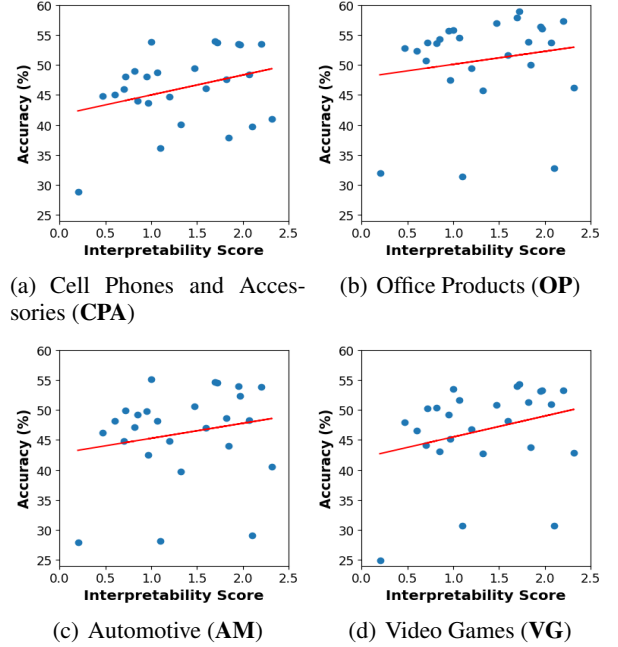 60
55
50
45
40
35
30
25
Accuracy (%)
0.0 0.5 1.0 1.5 2.0 2.5
Interpretability Score
(a) Cell Phones and Acces-
sories (CPA)
60
55
50
45
40
35
30
25
Accuracy (%)
0.0 0.5 1.0 1.5 2.0 2.5
Interpretability Score
(b) Office Products (OP)
60
55
50
45
40
35
30
25
Accuracy (%)
0.0 0.5 1.0 1.5 2.0 2.5
Interpretability Score
(c) Automotive (AM)
60
55
50
45
40
35
30
25
Accuracy (%)
0.0 0.5 1.0 1.5 2.0 2.5
Interpretability Score
(d) Video Games (VG)